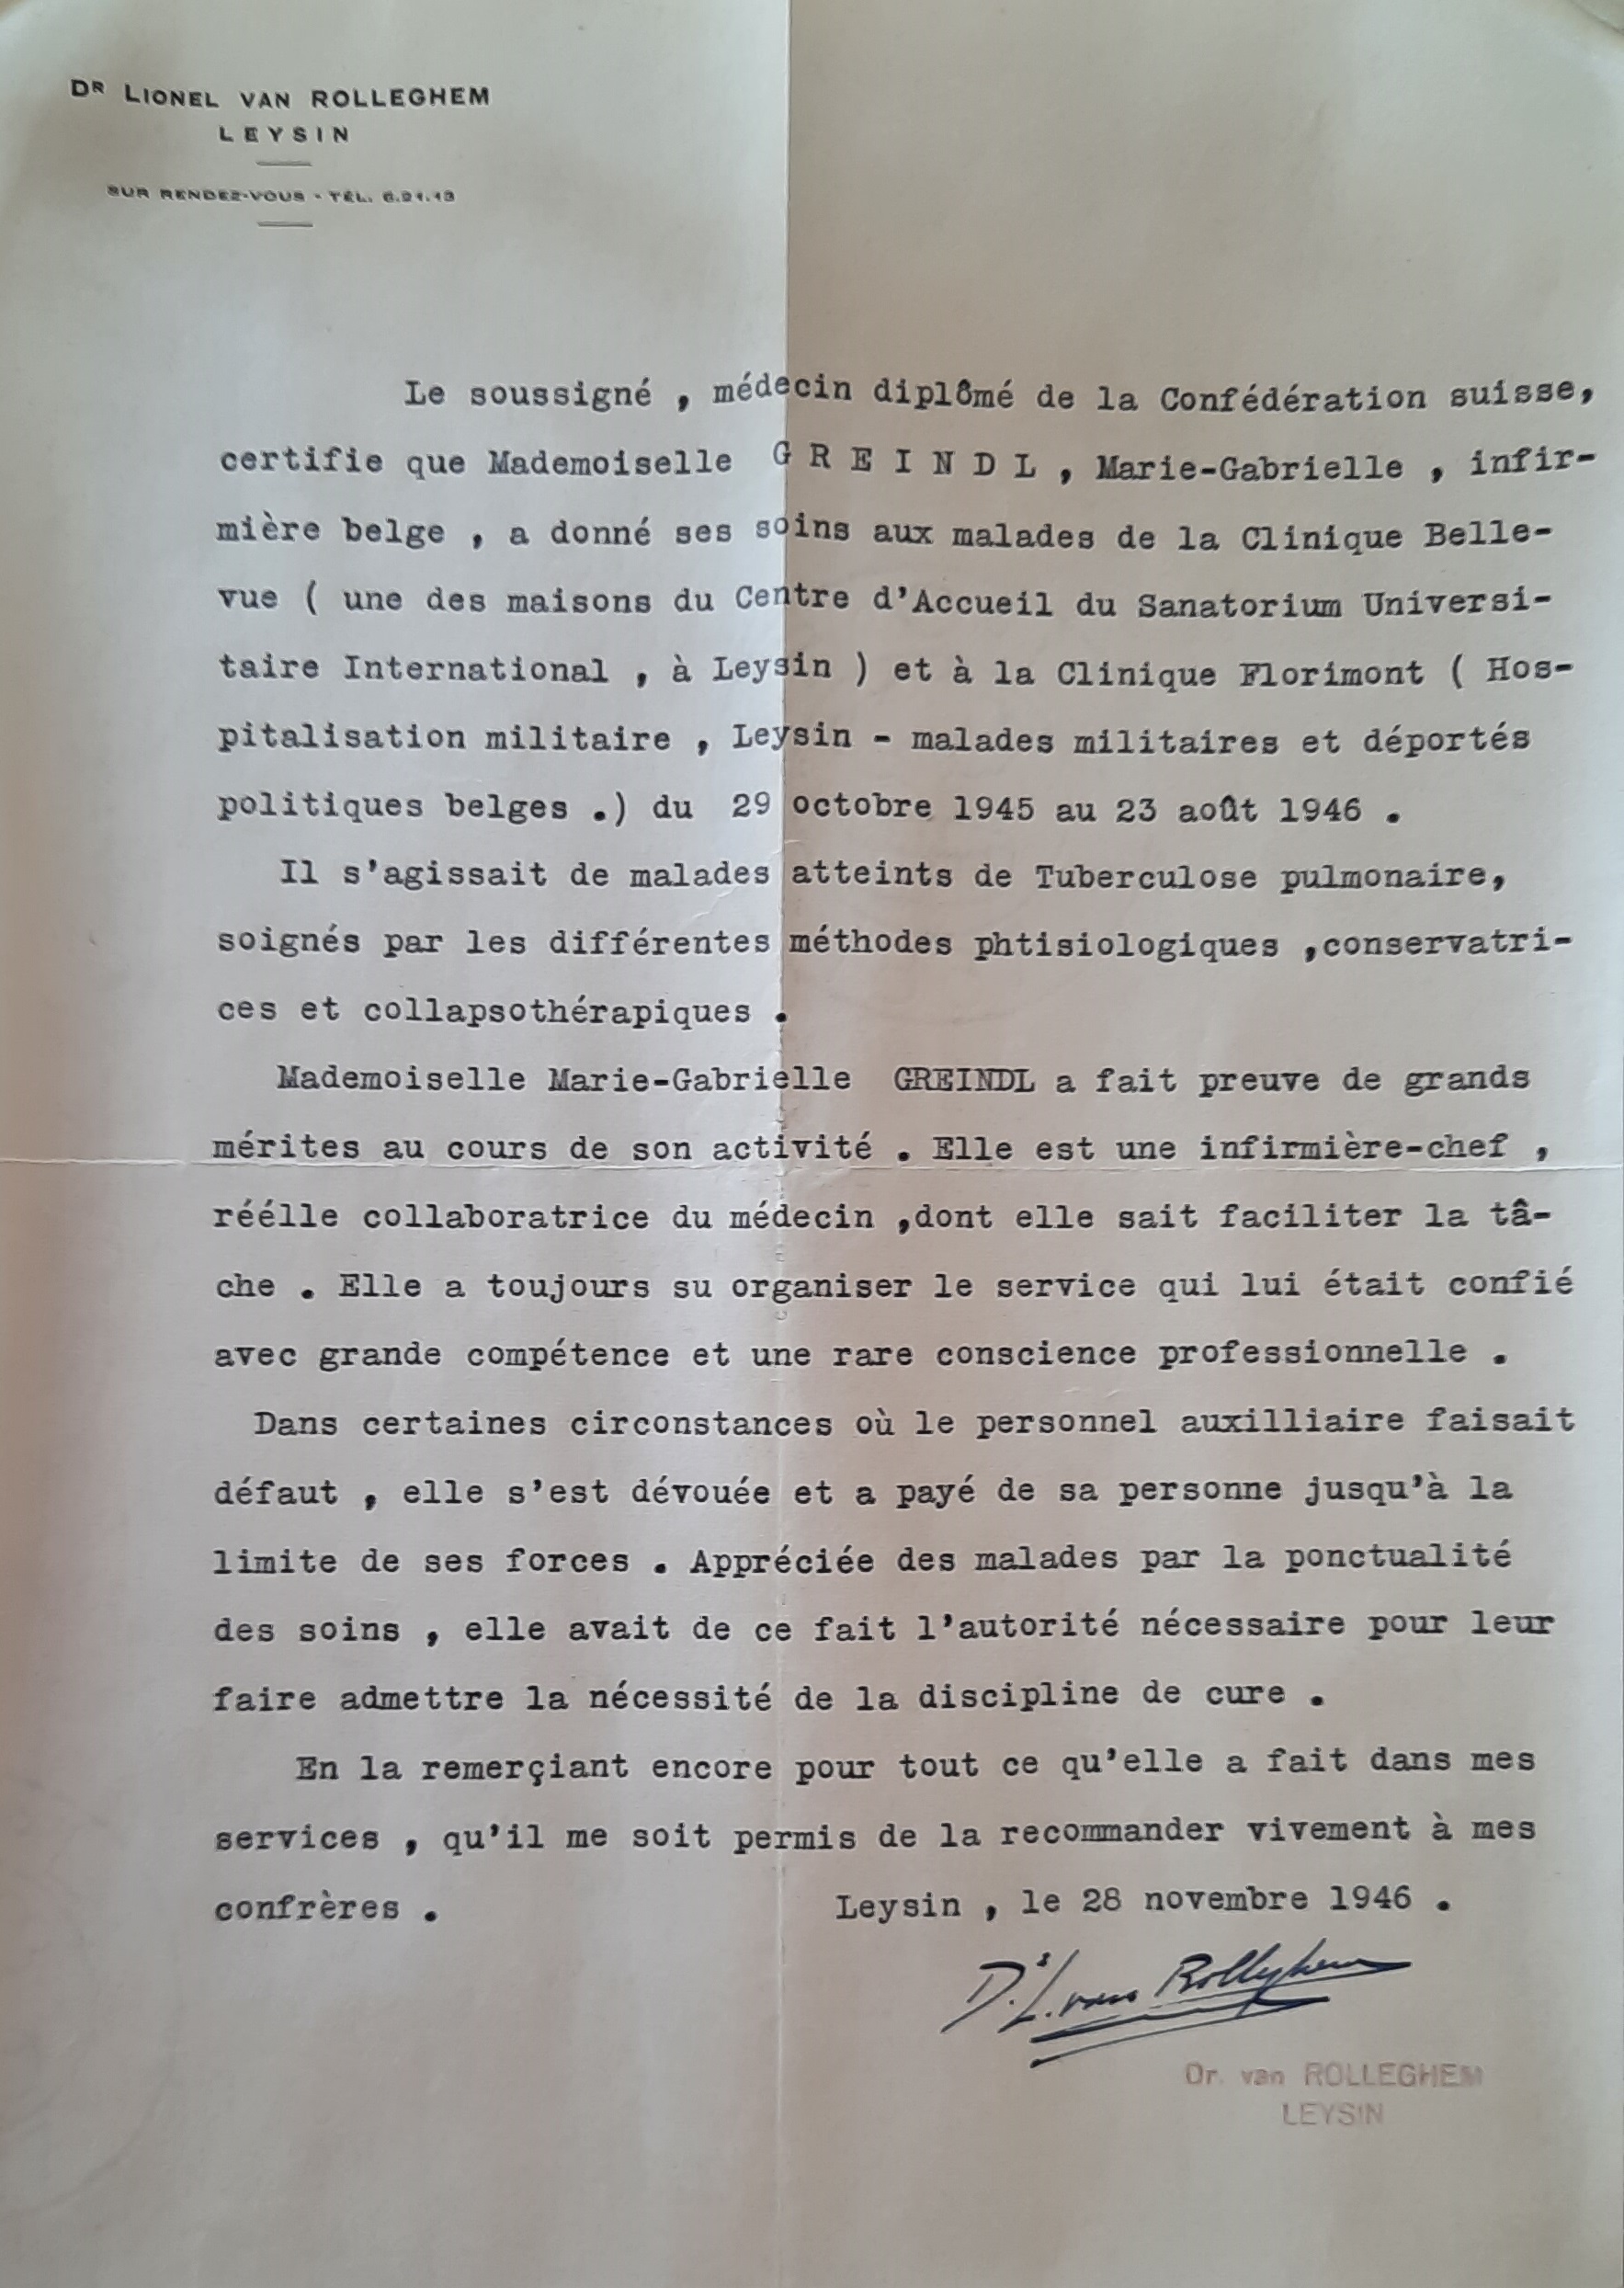 DR LIONEL VAN ROLLEGHEM
LEYSIN
SUR RENDEZ-VOUS - TÉL. 6.21.13
Le soussigné , médecin diplômé de la Confédération suisse,
certifie que Mademoiselle G R E I N D L , Marie-Gabrielle , infir-
mière belge , a donné ses soins aux malades de la Clinique Belle-
vue ( une des maisons du Centre d'Accueil du Sanatorium Universi-
taire International , à Leysin ) et à la Clinique Florimont ( Hos-
pitalisation militaire , Leysin - malades militaires et déportés
politiques belges .) du 29 octobre 1945 au 23 août 1946 .
Il s'agissait de malades atteints de Tuberculose pulmonaire,
soignés par les différentes méthodes phtisiologiques ,conservatri-
ces et collapsothérapiques .
Mademoiselle Marie-Gabrielle GREINDL a fait preuve de grands
mérites au cours de son activité . Elle est une infirmière-chef ,
réélle collaboratrice du médecin ,dont elle sait faciliter la tâ-
che . Elle a toujours su organiser le service qui lui était confié
avec grande compétence et une rare conscience professionnelle .
Dans certaines circonstances où le personnel auxilliaire faisait
défaut , elle s'est dévouée et a payé de sa personne jusqu'à la
limite de ses forces . Appréciée des malades par la ponctualité
des soins , elle avait de ce fait l'autorité nécessaire pour leur
faire admettre la nécessité de la discipline de cure .
En la remerçiant encore pour tout ce qu'elle a fait dans mes
services , qu'il me soit permis de la recommander vivement à mes
confrères . Leysin , le 28 novembre 1946 .
Dr L. van Rolleghem
Dr. van ROLLEGHEM
LEYSIN